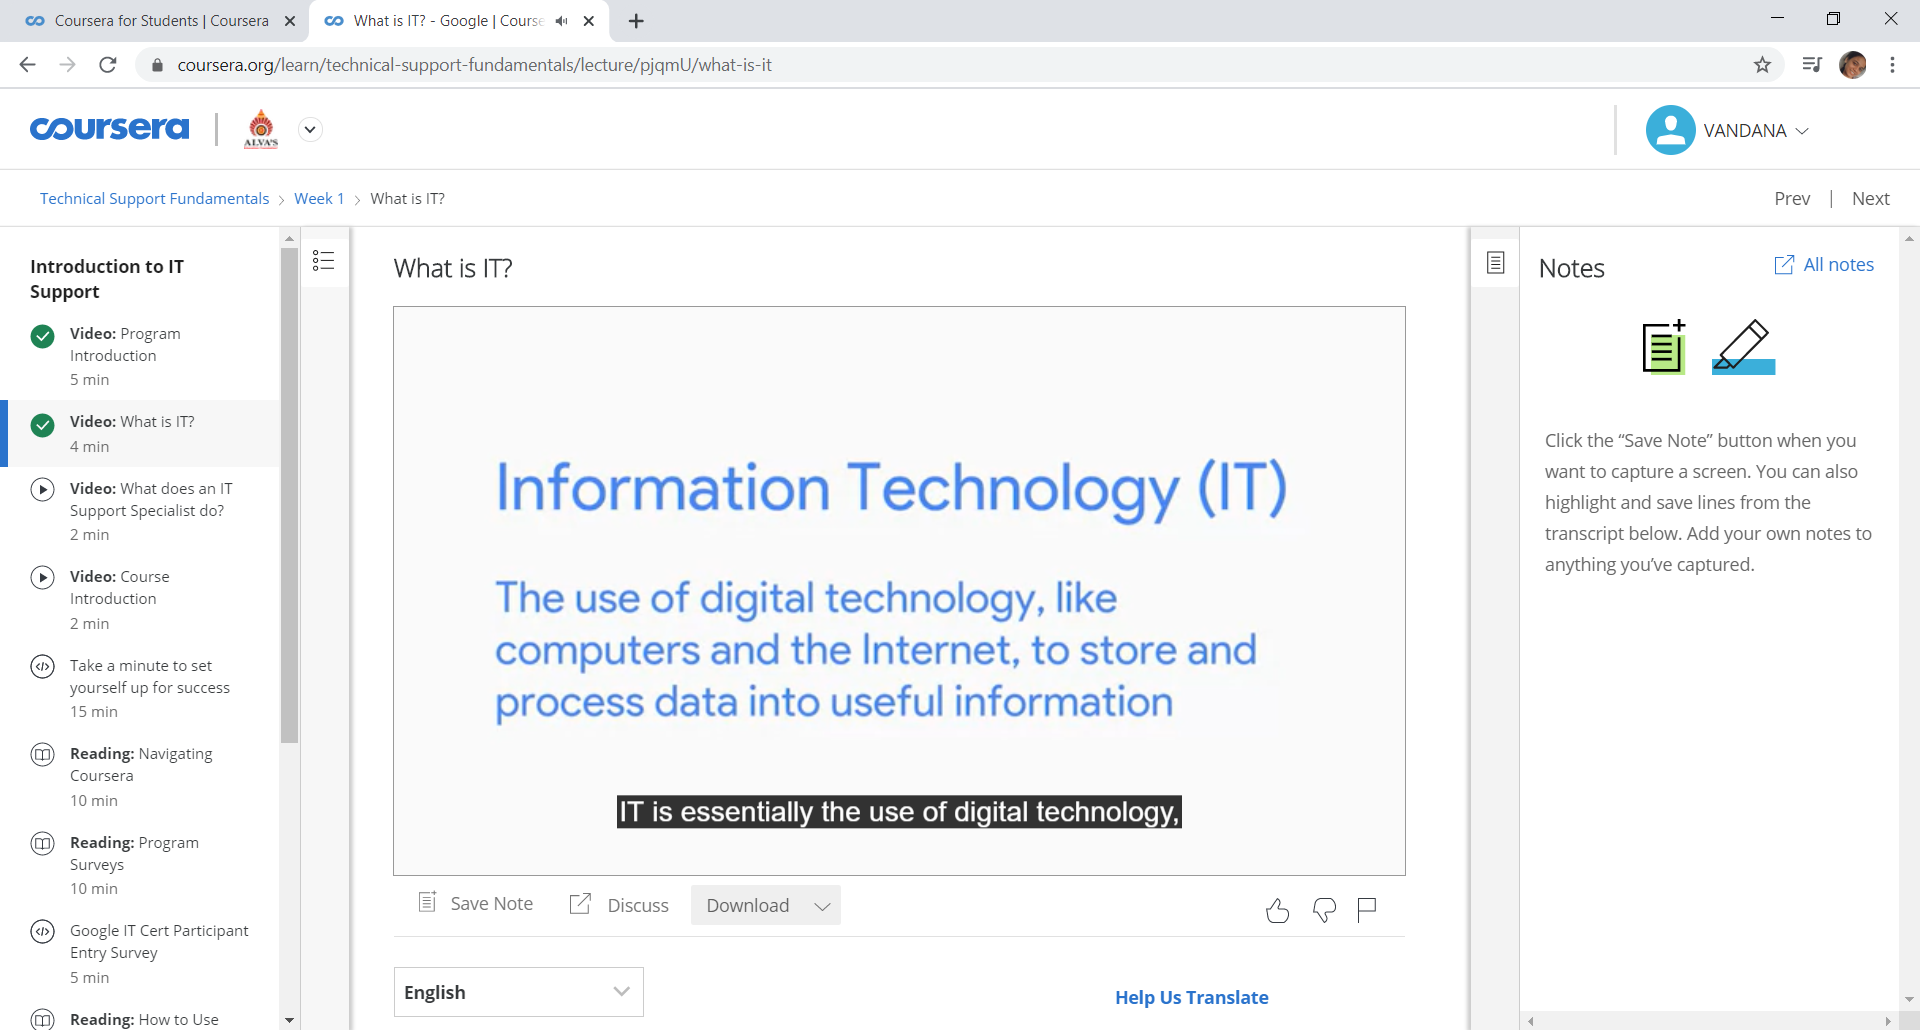 Coursera for Students | Coursera
What is IT? - Google | Course
coursera.org/learn/technical-support-fundamentals/lecture/pjqmU/what-is-it
coursera
ALVA'S
VANDANA
Technical Support Fundamentals > Week 1 > What is IT?
Prev | Next
Introduction to IT
Support
Video: Program
Introduction
5 min
Video: What is IT?
4 min
Video: What does an IT
Support Specialist do?
2 min
Video: Course
Introduction
2 min
Take a minute to set
yourself up for success
15 min
Reading: Navigating
Coursera
10 min
Reading: Program
Surveys
10 min
Google IT Cert Participant
Entry Survey
5 min
Reading: How to Use
What is IT?
Information Technology (IT)
The use of digital technology, like
computers and the Internet, to store and
process data into useful information
IT is essentially the use of digital technology,
Save Note
Discuss
Download
English
Help Us Translate
Notes
All notes
Click the “Save Note” button when you
want to capture a screen. You can also
highlight and save lines from the
transcript below. Add your own notes to
anything you’ve captured.